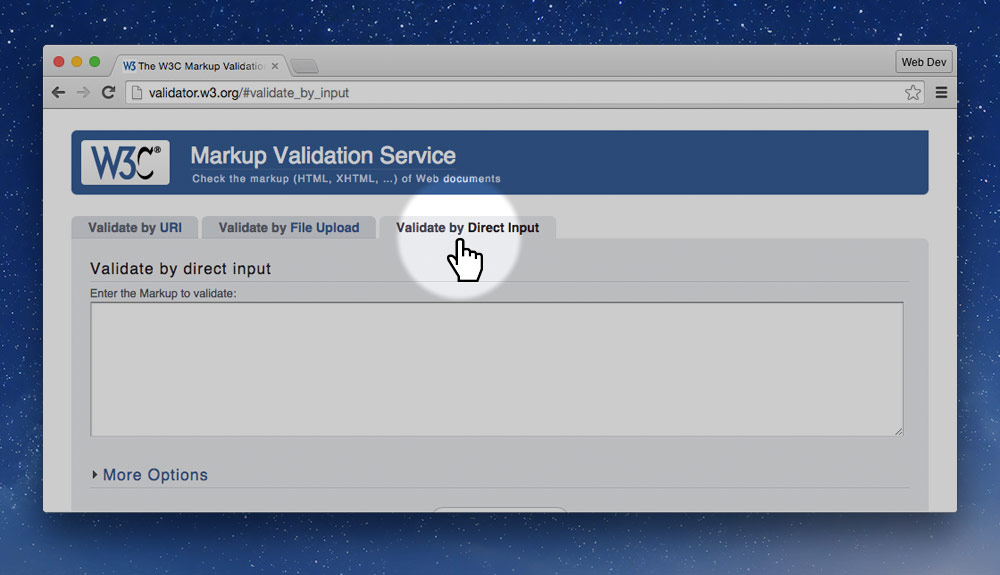 W3 The W3C Markup Validatio
Web Dev
validator.w3.org/#validate_by_input
W3C®
Markup Validation Service
Check the markup (HTML, XHTML, ...) of Web documents
Validate by URI
Validate by File Upload
Validate by Direct Input
Validate by direct input
Enter the Markup to validate:
More Options